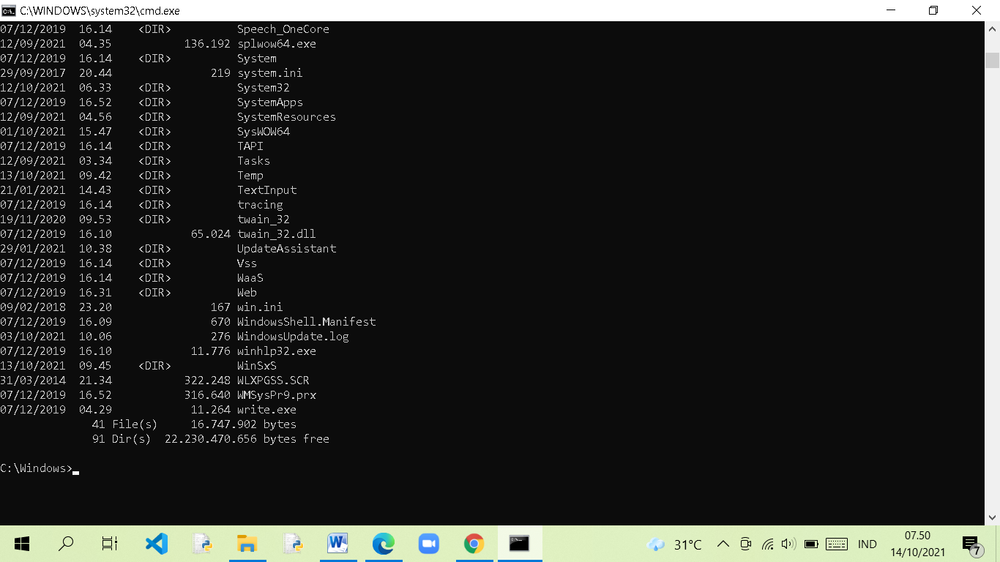 C:\WINDOWS\system32\cmd.exe
07/12/2019  16.14    <DIR>          Speech_OneCore
12/09/2021  04.35           136.192 splwow64.exe
07/12/2019  16.14    <DIR>          System
29/09/2017  20.44               219 system.ini
12/10/2021  06.33    <DIR>          System32
07/12/2019  16.52    <DIR>          SystemApps
12/09/2021  04.56    <DIR>          SystemResources
01/10/2021  15.47    <DIR>          SysWOW64
07/12/2019  16.14    <DIR>          TAPI
12/09/2021  03.34    <DIR>          Tasks
13/10/2021  09.42    <DIR>          Temp
21/01/2021  14.43    <DIR>          TextInput
07/12/2019  16.14    <DIR>          tracing
19/11/2020  09.53    <DIR>          twain_32
07/12/2019  16.10            65.024 twain_32.dll
29/01/2021  10.38    <DIR>          UpdateAssistant
07/12/2019  16.14    <DIR>          Vss
07/12/2019  16.14    <DIR>          WaaS
07/12/2019  16.31    <DIR>          Web
09/02/2018  23.20               167 win.ini
07/12/2019  16.09               670 WindowsShell.Manifest
03/10/2021  10.06               276 WindowsUpdate.log
07/12/2019  16.10            11.776 winhlp32.exe
13/10/2021  09.45    <DIR>          WinSxS
31/03/2014  21.34           322.248 WLXPGSS.SCR
07/12/2019  16.52           316.640 WMSysPr9.prx
07/12/2019  04.29            11.264 write.exe
              41 File(s)     16.747.902 bytes
              91 Dir(s)  22.230.470.656 bytes free
C:\Windows>
31°C IND 07.50
14/10/2021 7